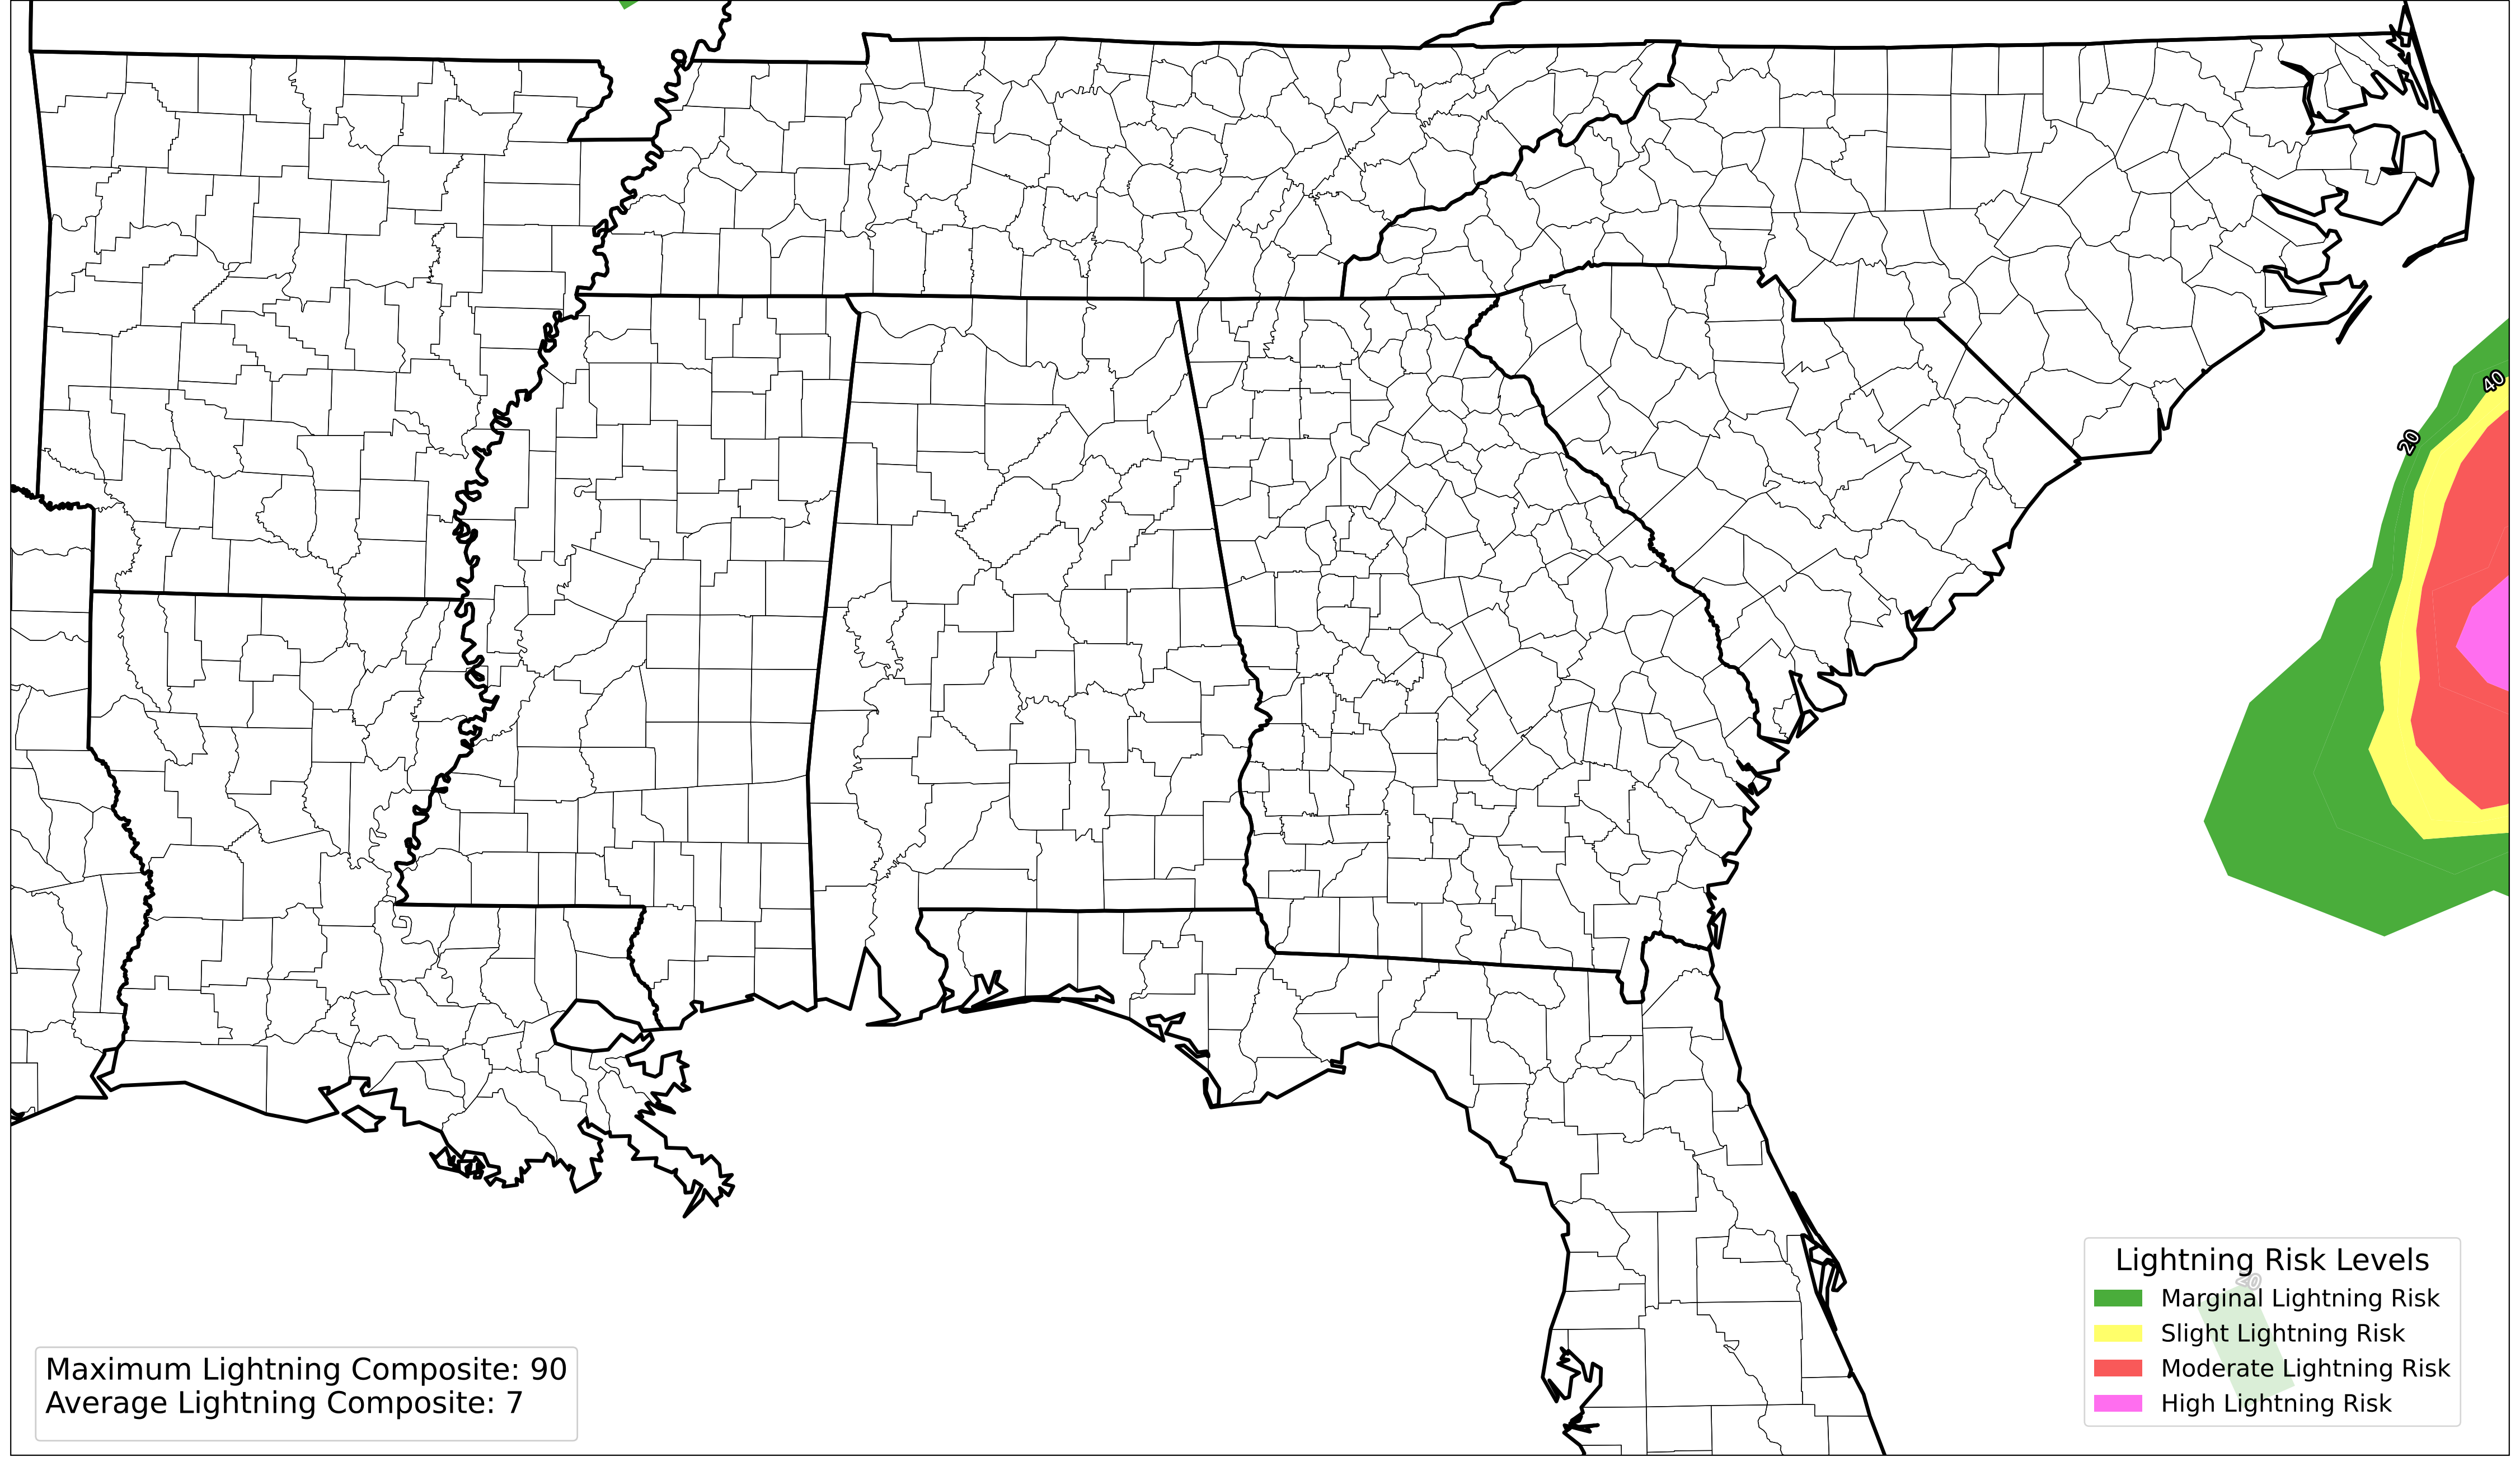 40
20
Lightning Risk Levels
20
Marginal Lightning Risk
Slight Lightning Risk
Moderate Lightning Risk
High Lightning Risk
Maximum Lightning Composite: 90
Average Lightning Composite: 7